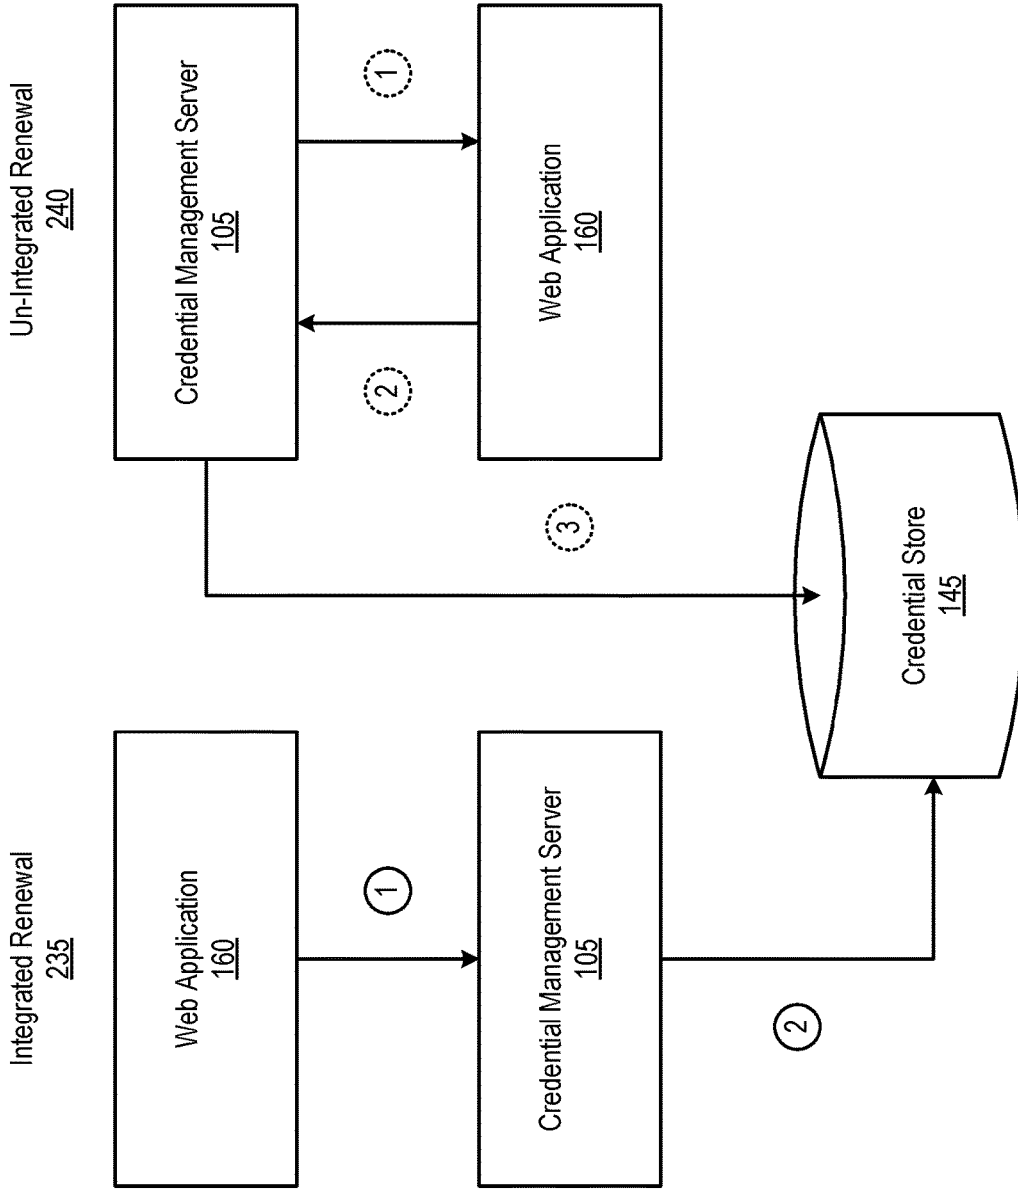 Integrated Renewal
235
Web Application
160
1
Credential Management Server
105
2
Un-Integrated Renewal
240
Credential Management Server
105
1
2
Web Application
160
3
Credential Store
145